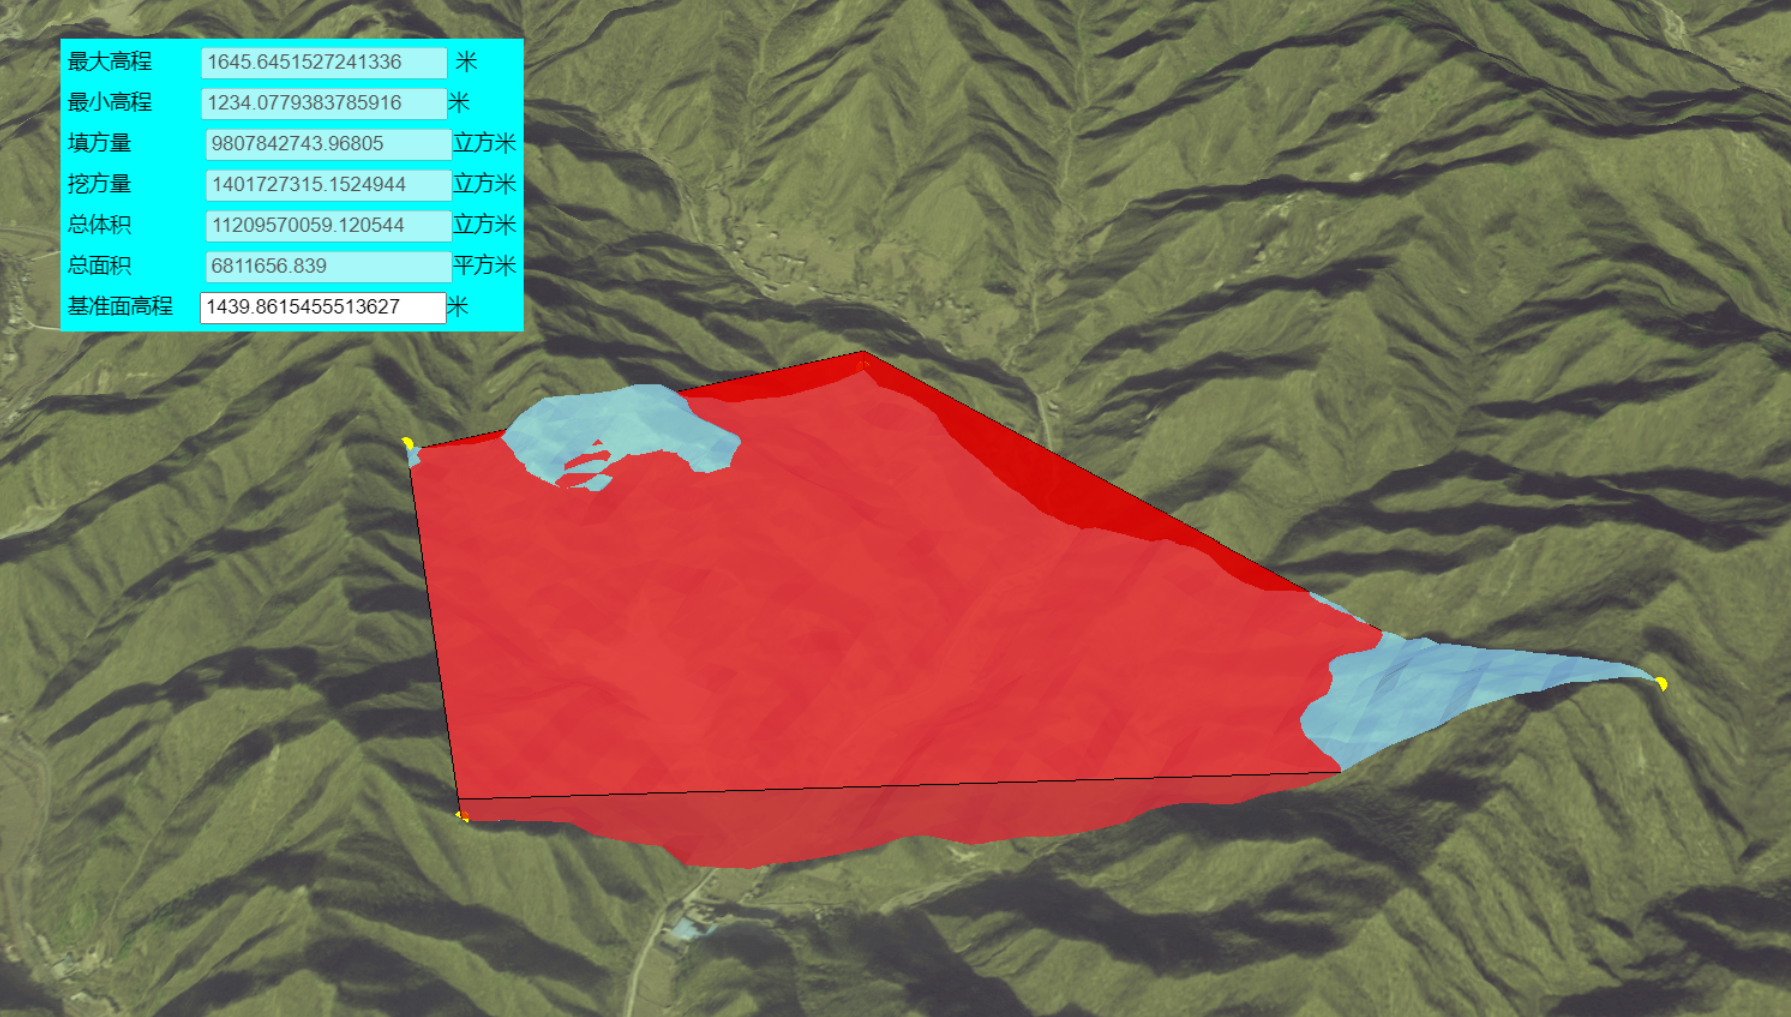 最大高程 1645.6451527241336 米
最小高程 1234.0779383785916 米
填方量 9807842743.96805 立方米
挖方量 1401727315.1524944 立方米
总体积 11209570059.120544 立方米
总面积 6811656.839 平方米
基准面高程 1439.8615455513627 米